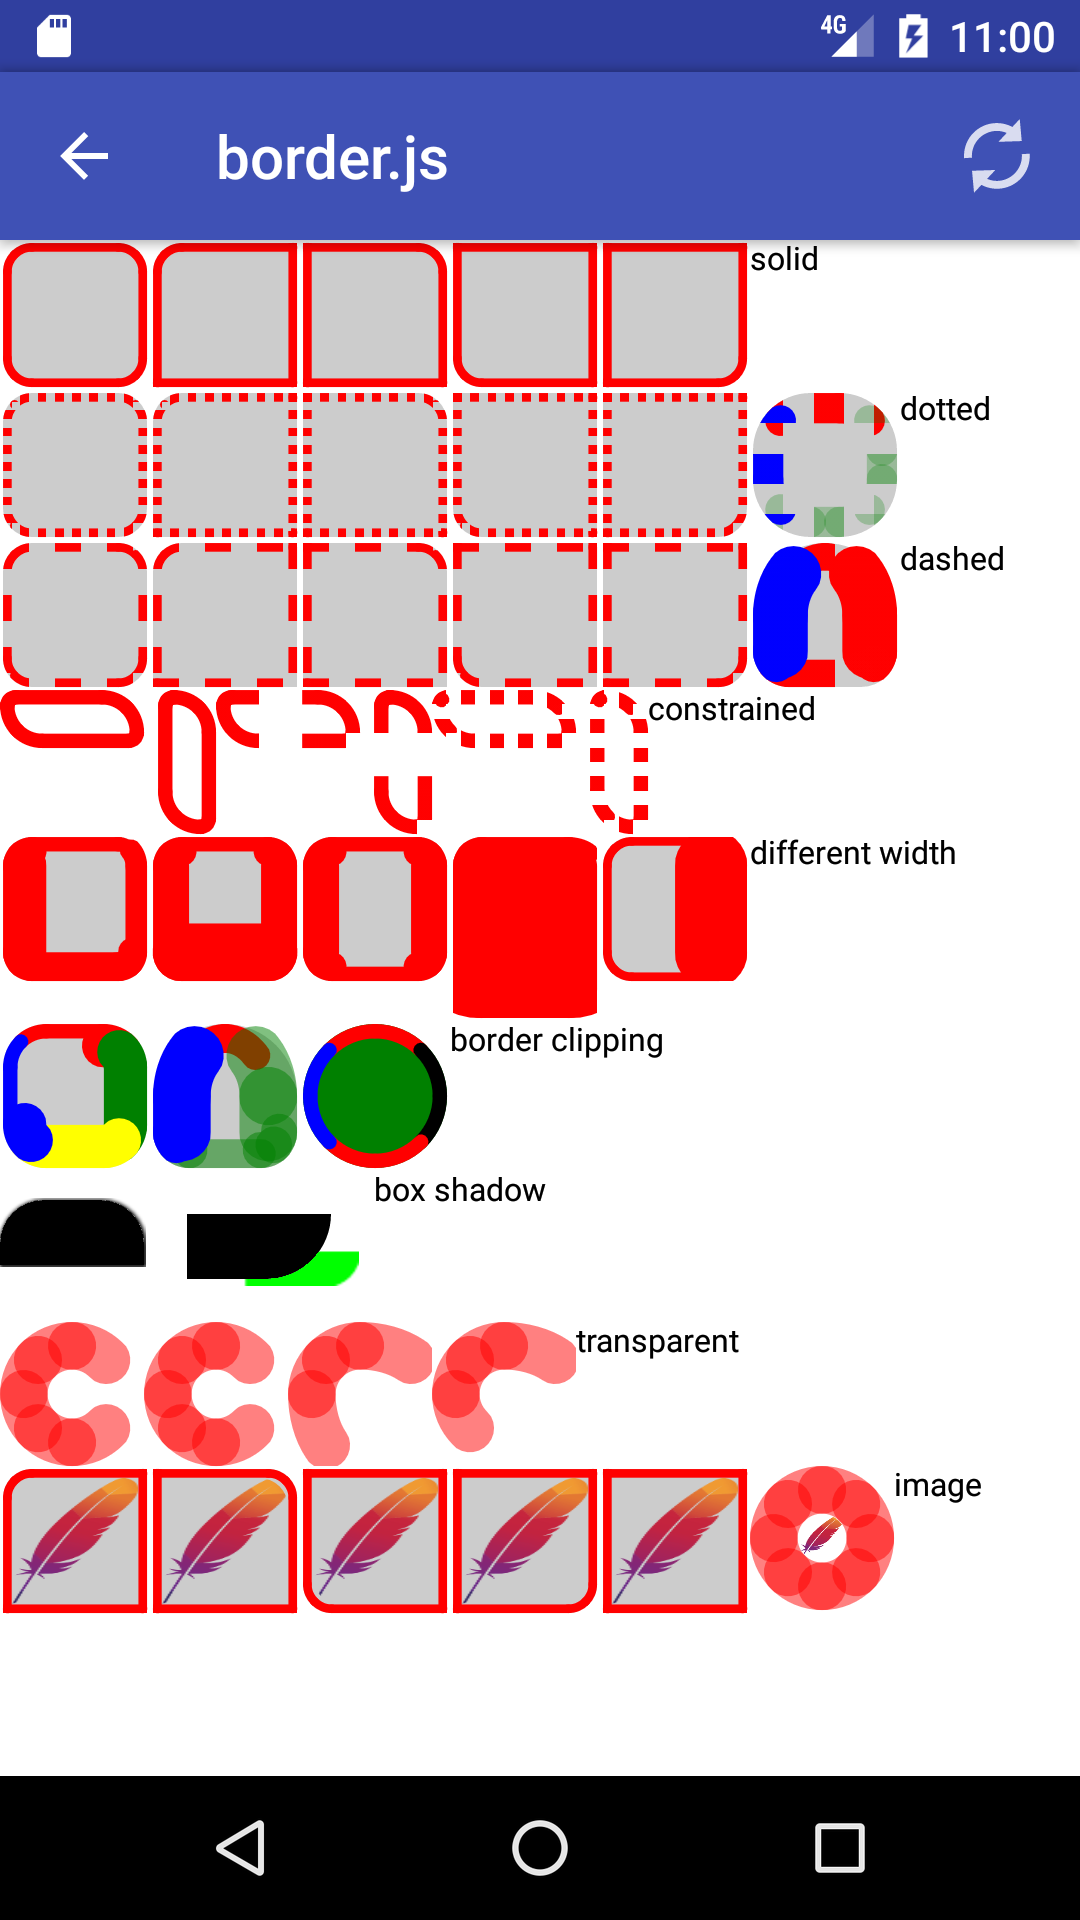 4G 11:00
border.js
solid
dotted
dashed
constrained
different width
border clipping
box shadow
transparent
image